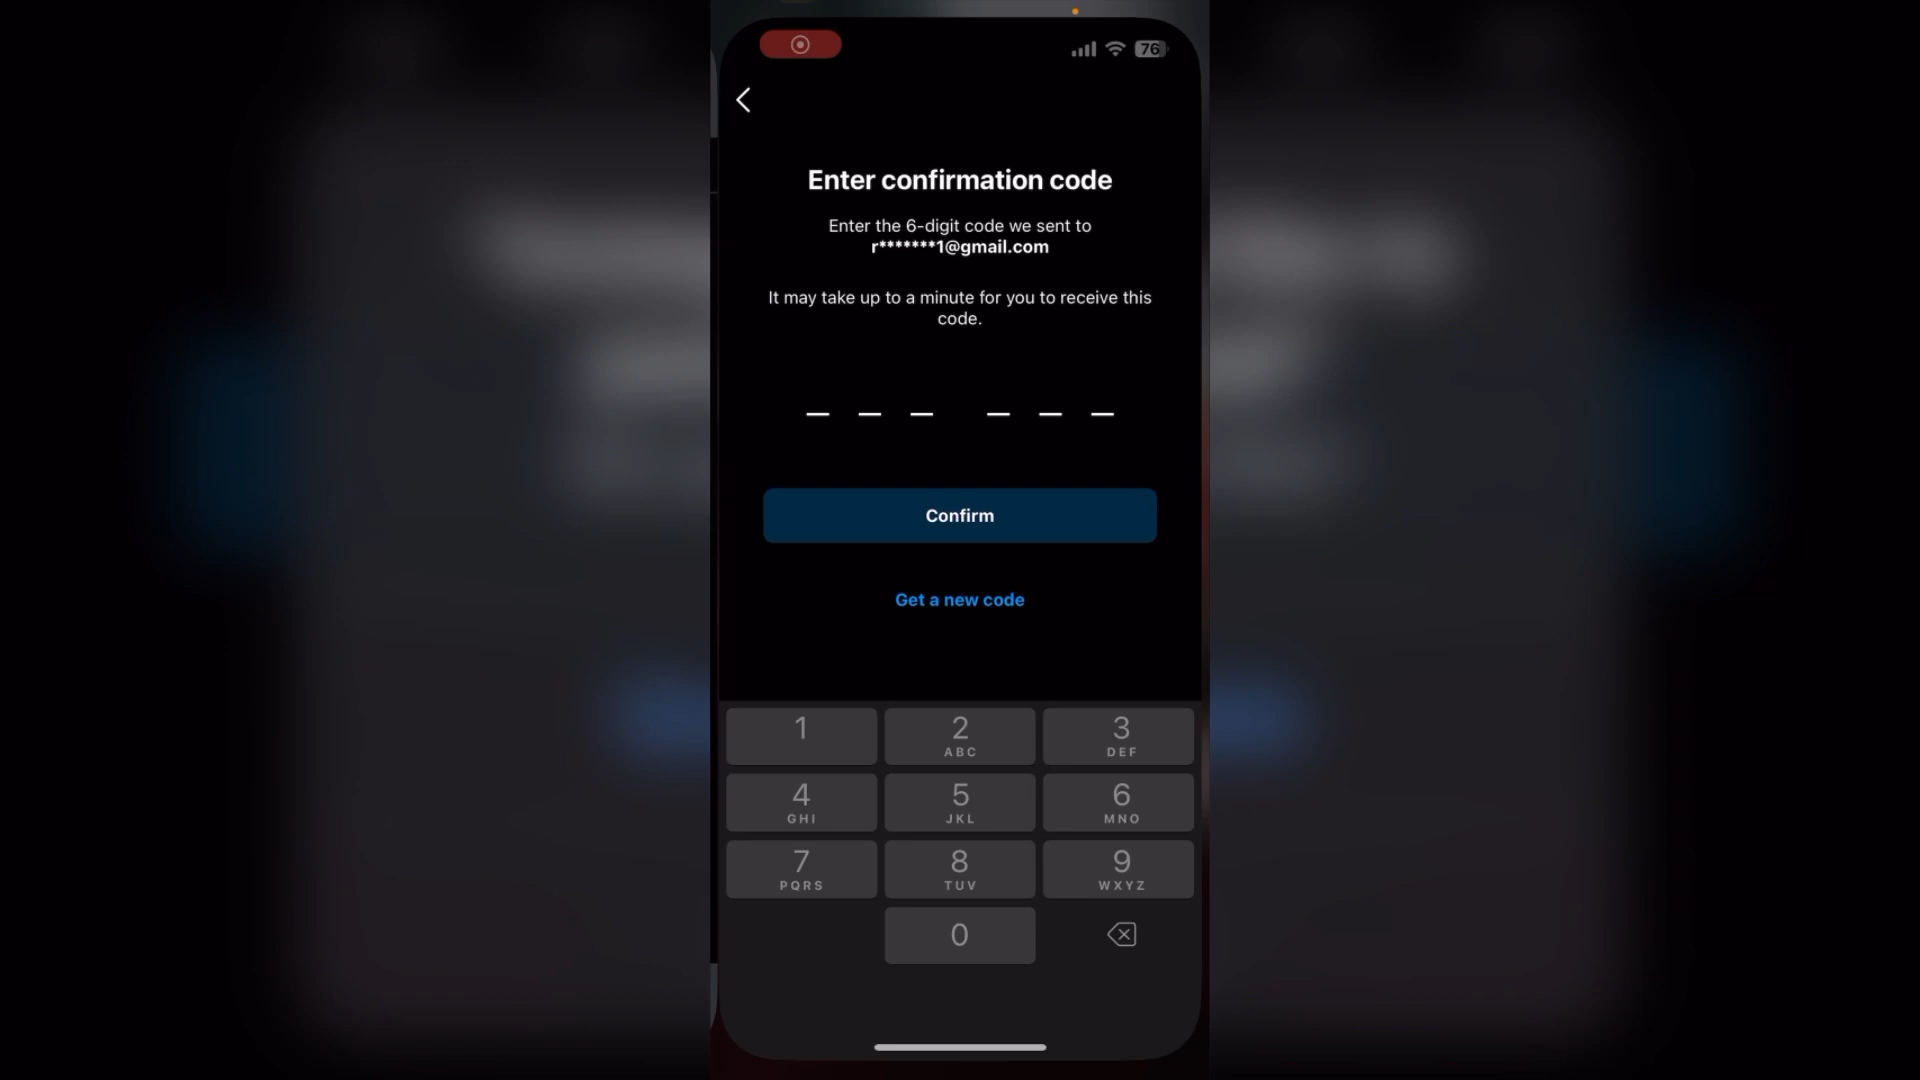 76
Enter confirmation code
Enter the 6-digit code we sent to
r*******1@gmail.com
It may take up to a minute for you to receive this
code.
Confirm
Get a new code
1
2
ABC
3
DEF
4
GHI
5
JKL
6
MNO
7
PQRS
8
TUV
9
WXYZ
0